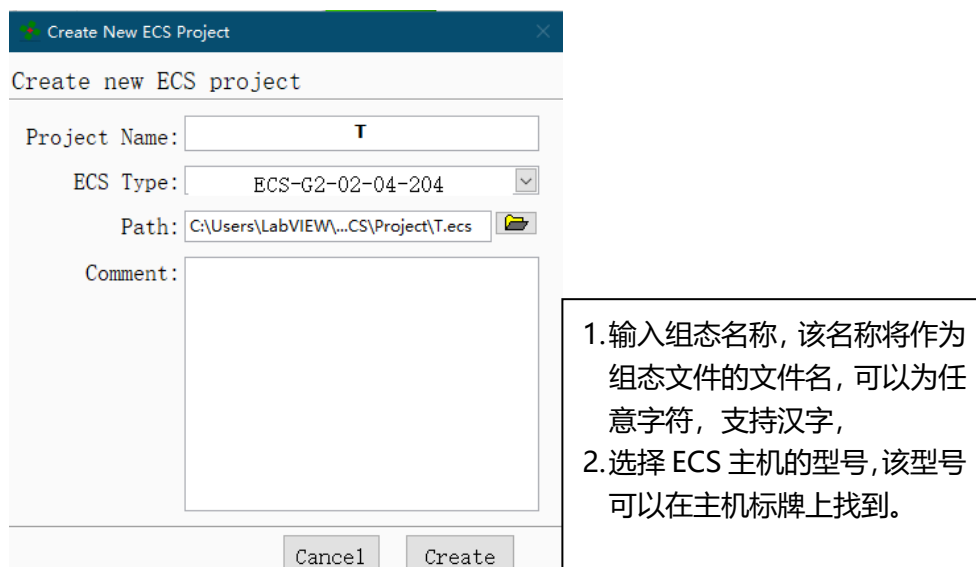 Create New ECS Project
Create new ECS project
Project Name: T
ECS Type: ECS-G2-02-04-204
Path: C:\Users\LabVIEW\...CS\Project\T.ecs
Comment:
Cancel Create
1.输入组态名称，该名称将作为
组态文件的文件名，可以为任
意字符，支持汉字，
2.选择 ECS 主机的型号，该型号
可以在主机标牌上找到。